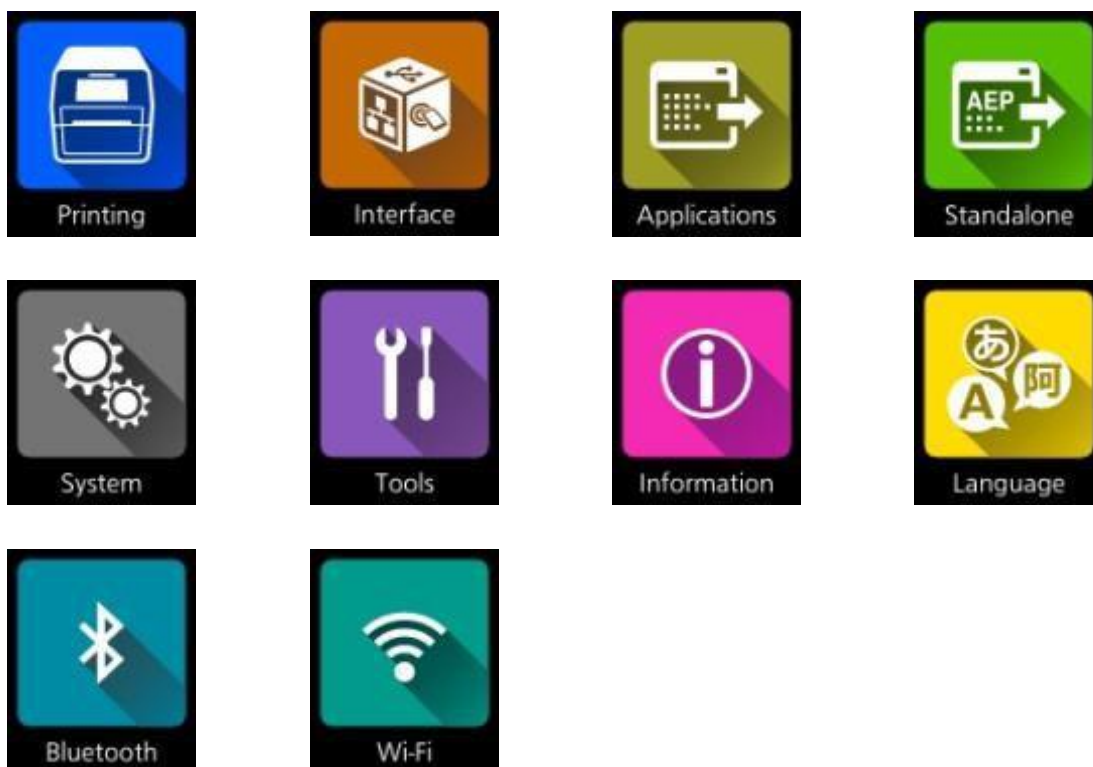 Printing
Interface
Applications
AEP
Standalone
System
Tools
Information
あ
阿
A
Language
Bluetooth
Wi-Fi